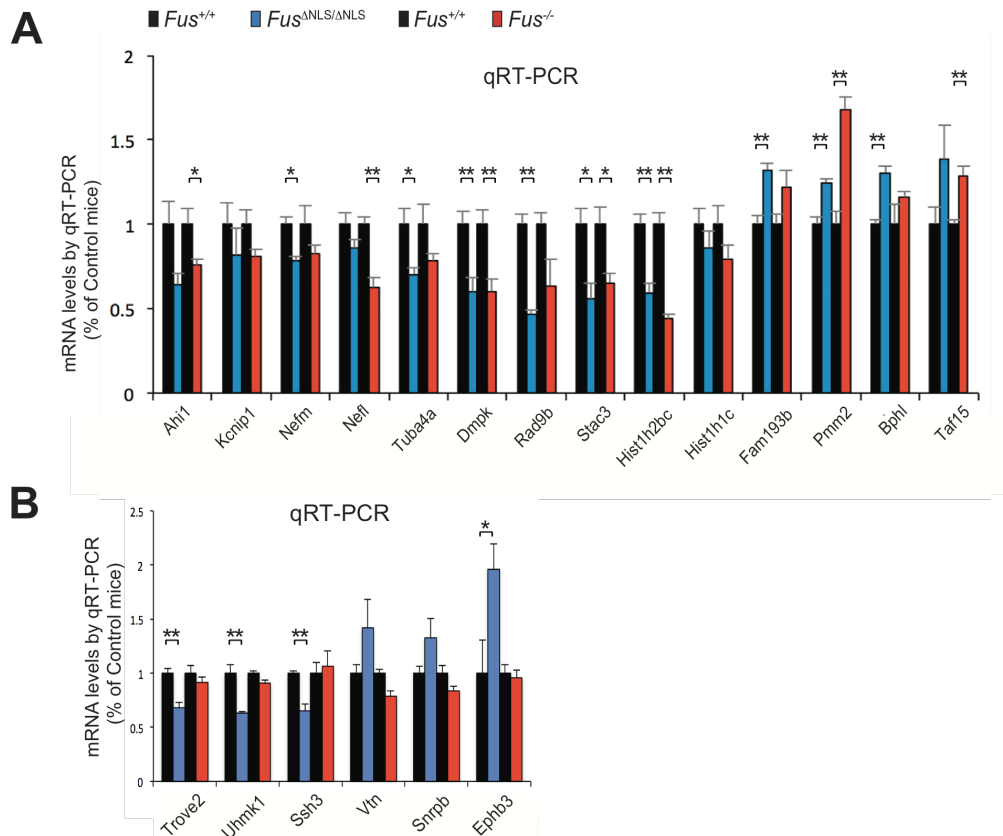 A
Fus+/+ FusΔNLS/ΔNLS Fus+/+ Fus-/-
qRT-PCR
mRNA levels by qRT-PCR
(% of Control mice)
2
1.5
1
0.5
0
* * ** * ** ** ** * * ** ** ** ** ** ** **
Ahi1 Kcnip1 Nefm Nefl Tuba4a Dmpk Rad9b Stac3 Hist1h2bc Hist1h1c Fam193b Pmm2 Bphl Taf15
B
qRT-PCR
mRNA levels by qRT-PCR
(% of Control mice)
2.5
2
1.5
1
0.5
0
** ** ** *
Trove2 Uhmk1 Ssh3 Vtn Snrpb Ephb3